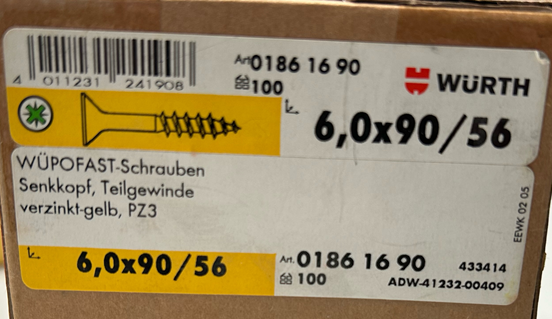 Art. 0186 16 90
100
WÜRTH
4 011231 241908
6,0x90/56
WÜPOFAST-Schrauben
Senkkopf, Teilgewinde
verzinkt-gelb, PZ3
EEWK 02 05
6,0x90/56
Art. 0186 16 90
433414
100
ADW-41232-00409